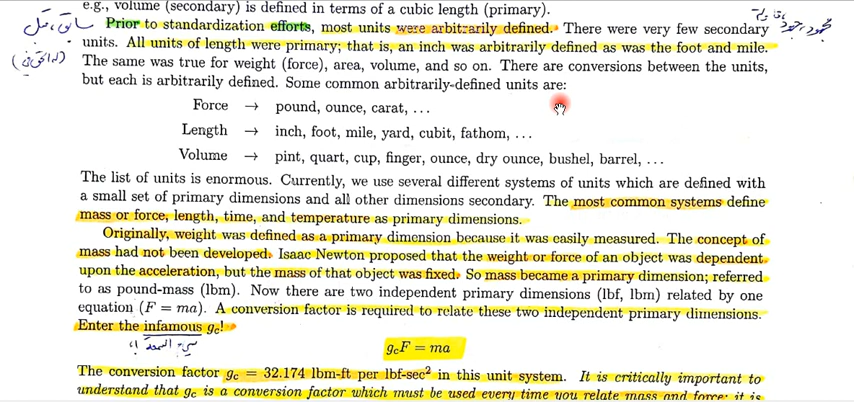 e.g., volume (secondary) is defined in terms of a cubic length (primary).
Prior to standardization efforts, most units were arbitrarily defined. There were very few secondary
units. All units of length were primary; that is, an inch was arbitrarily defined as was the foot and mile.
The same was true for weight (force), area, volume, and so on. There are conversions between the units,
but each is arbitrarily defined. Some common arbitrarily-defined units are:
Force → pound, ounce, carat, ...
Length → inch, foot, mile, yard, cubit, fathom, ...
Volume → pint, quart, cup, finger, ounce, dry ounce, bushel, barrel, ...
The list of units is enormous. Currently, we use several different systems of units which are defined with
a small set of primary dimensions and all other dimensions secondary. The most common systems define
mass or force, length, time, and temperature as primary dimensions.
Originally, weight was defined as a primary dimension because it was easily measured. The concept of
mass had not been developed. Isaac Newton proposed that the weight or force of an object was dependent
upon the acceleration, but the mass of that object was fixed. So mass became a primary dimension; referred
to as pound-mass (lbm). Now there are two independent primary dimensions (lbf, lbm) related by one
equation (F = ma). A conversion factor is required to relate these two independent primary dimensions.
Enter the infamous g_c!
سيء السمعة
g_cF = ma
The conversion factor g_c = 32.174 lbm-ft per lbf-sec² in this unit system. It is critically important to
understand that g_c is a conversion factor which must be used every time you relate mass and force; it is